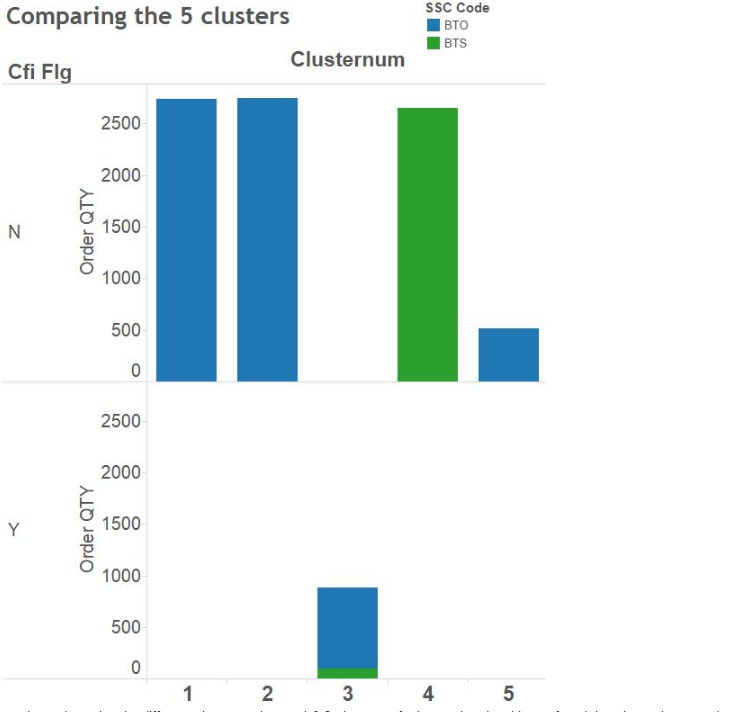 Comparing the 5 clusters
SSC Code
BTO
BTS
Clusternum
Cfi Flg
N
Order QTY
2500
2000
1500
1000
500
0
Y
Order QTY
2500
2000
1500
1000
500
0
1 2 3 4 5